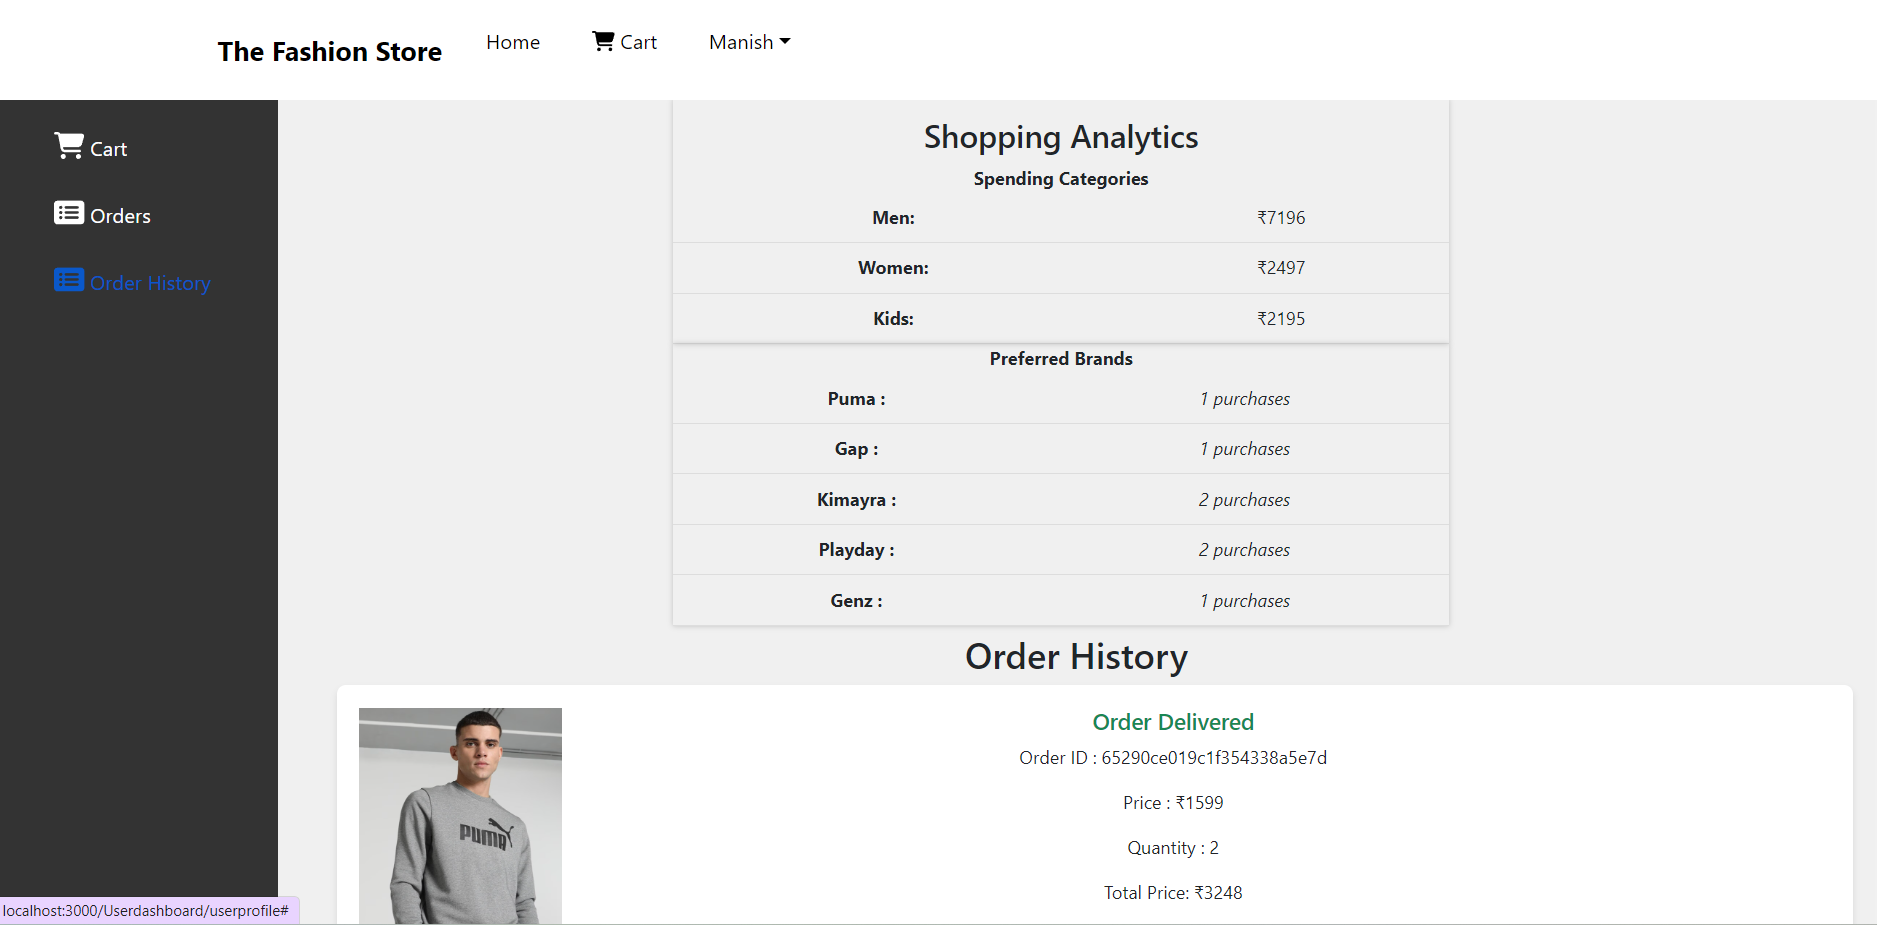 The Fashion Store
Home
Cart
Manish
Cart
Orders
Order History
Shopping Analytics
Spending Categories
Men: ₹7196
Women: ₹2497
Kids: ₹2195
Preferred Brands
Puma : 1 purchases
Gap : 1 purchases
Kimayra : 2 purchases
Playday : 2 purchases
Genz : 1 purchases
Order History
PUMA
Order Delivered
Order ID : 65290ce019c1f354338a5e7d
Price : ₹1599
Quantity : 2
Total Price: ₹3248
localhost:3000/Userdashboard/userprofile#